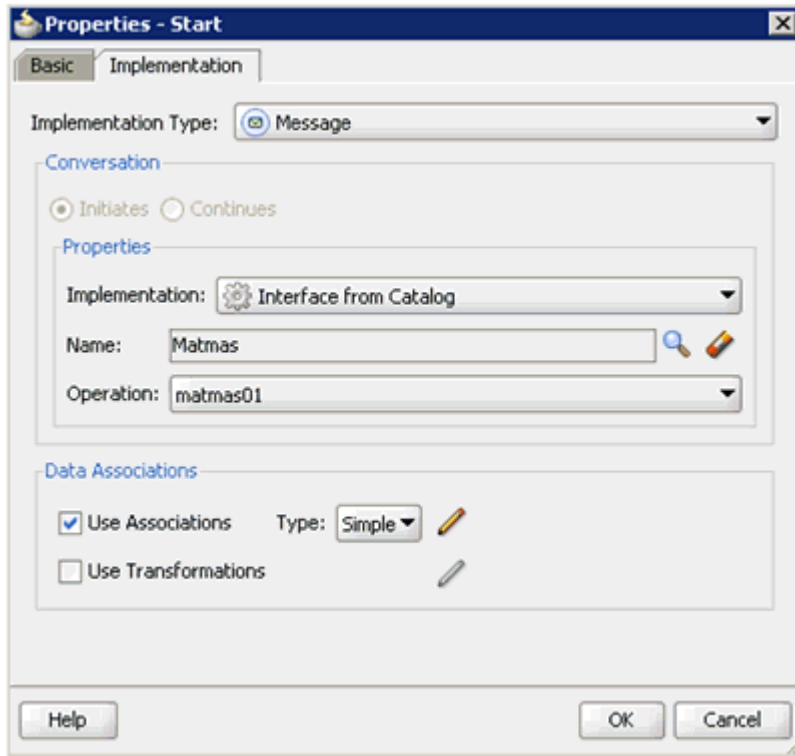 Properties - Start
Basic Implementation
Implementation Type: Message
Conversation
Initiates Continues
Properties
Implementation: Interface from Catalog
Name: Matmas
Operation: matmas01
Data Associations
Use Associations Type: Simple
Use Transformations
Help OK Cancel